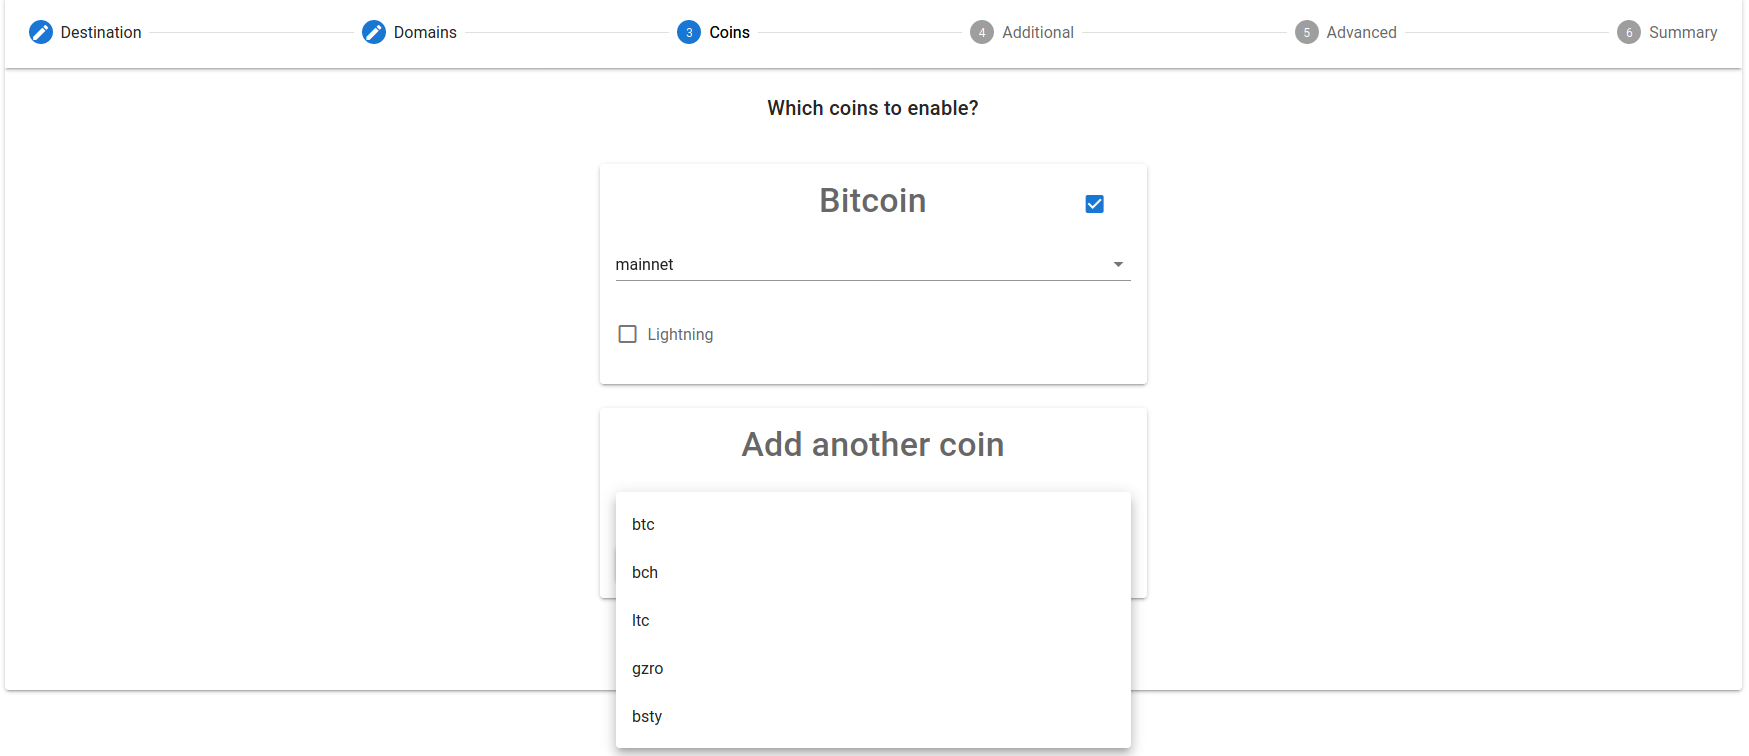 Destination
Domains
3 Coins
4 Additional
5 Advanced
6 Summary
Which coins to enable?
Bitcoin
mainnet
Lightning
Add another coin
btc
bch
ltc
gzro
bsty